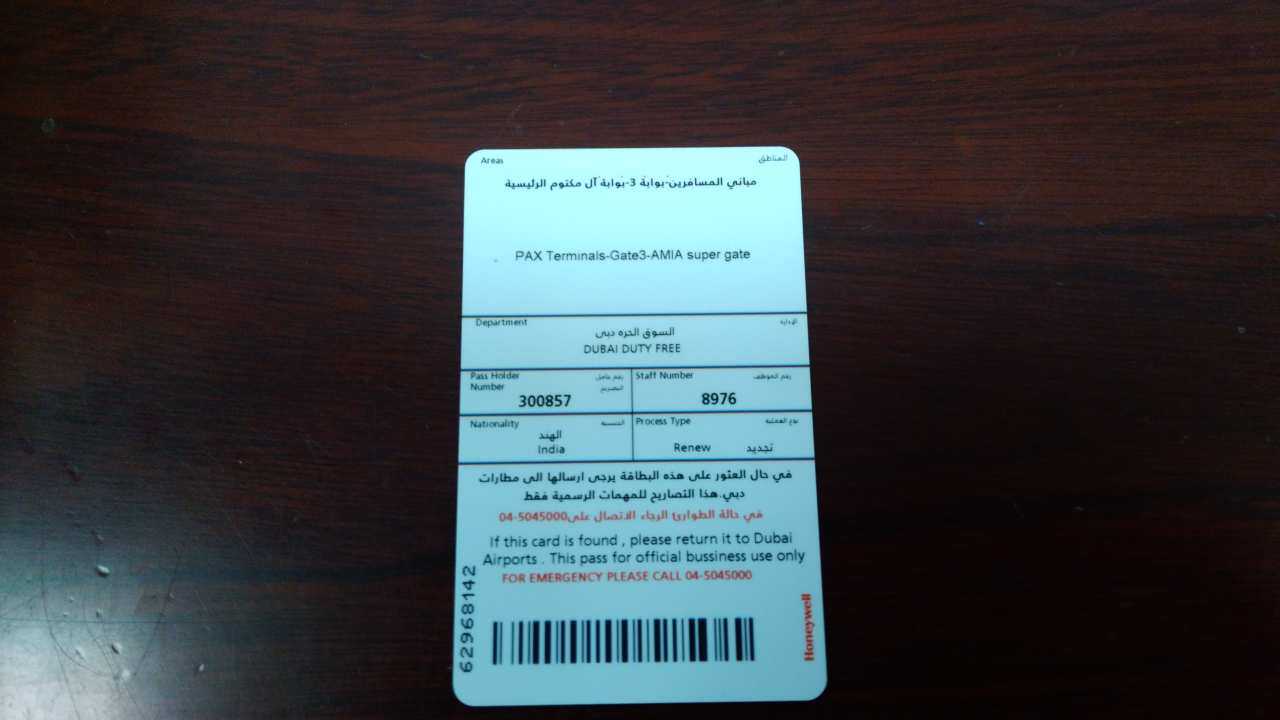 Areas المناطق
مباني المسافرين-بوابة 3-بوابة آل مكتوم الرئيسية
PAX Terminals-Gate3-AMIA super gate
Department الإدارة
السوق الحره دبى
DUBAI DUTY FREE
Pass Holder Number رقم حامل التصريح
300857
Staff Number رقم الموظف
8976
Nationality الجنسية
الهند
India
Process Type نوع العملية
Renew تجديد
في حال العثور على هذه البطاقة يرجى ارسالها الى مطارات
دبي.هذا التصاريح للمهمات الرسمية فقط
في حالة الطوارئ الرجاء الاتصال على04-5045000
If this card is found , please return it to Dubai
Airports . This pass for official bussiness use only
FOR EMERGENCY PLEASE CALL 04-5045000
62968142
Honeywell